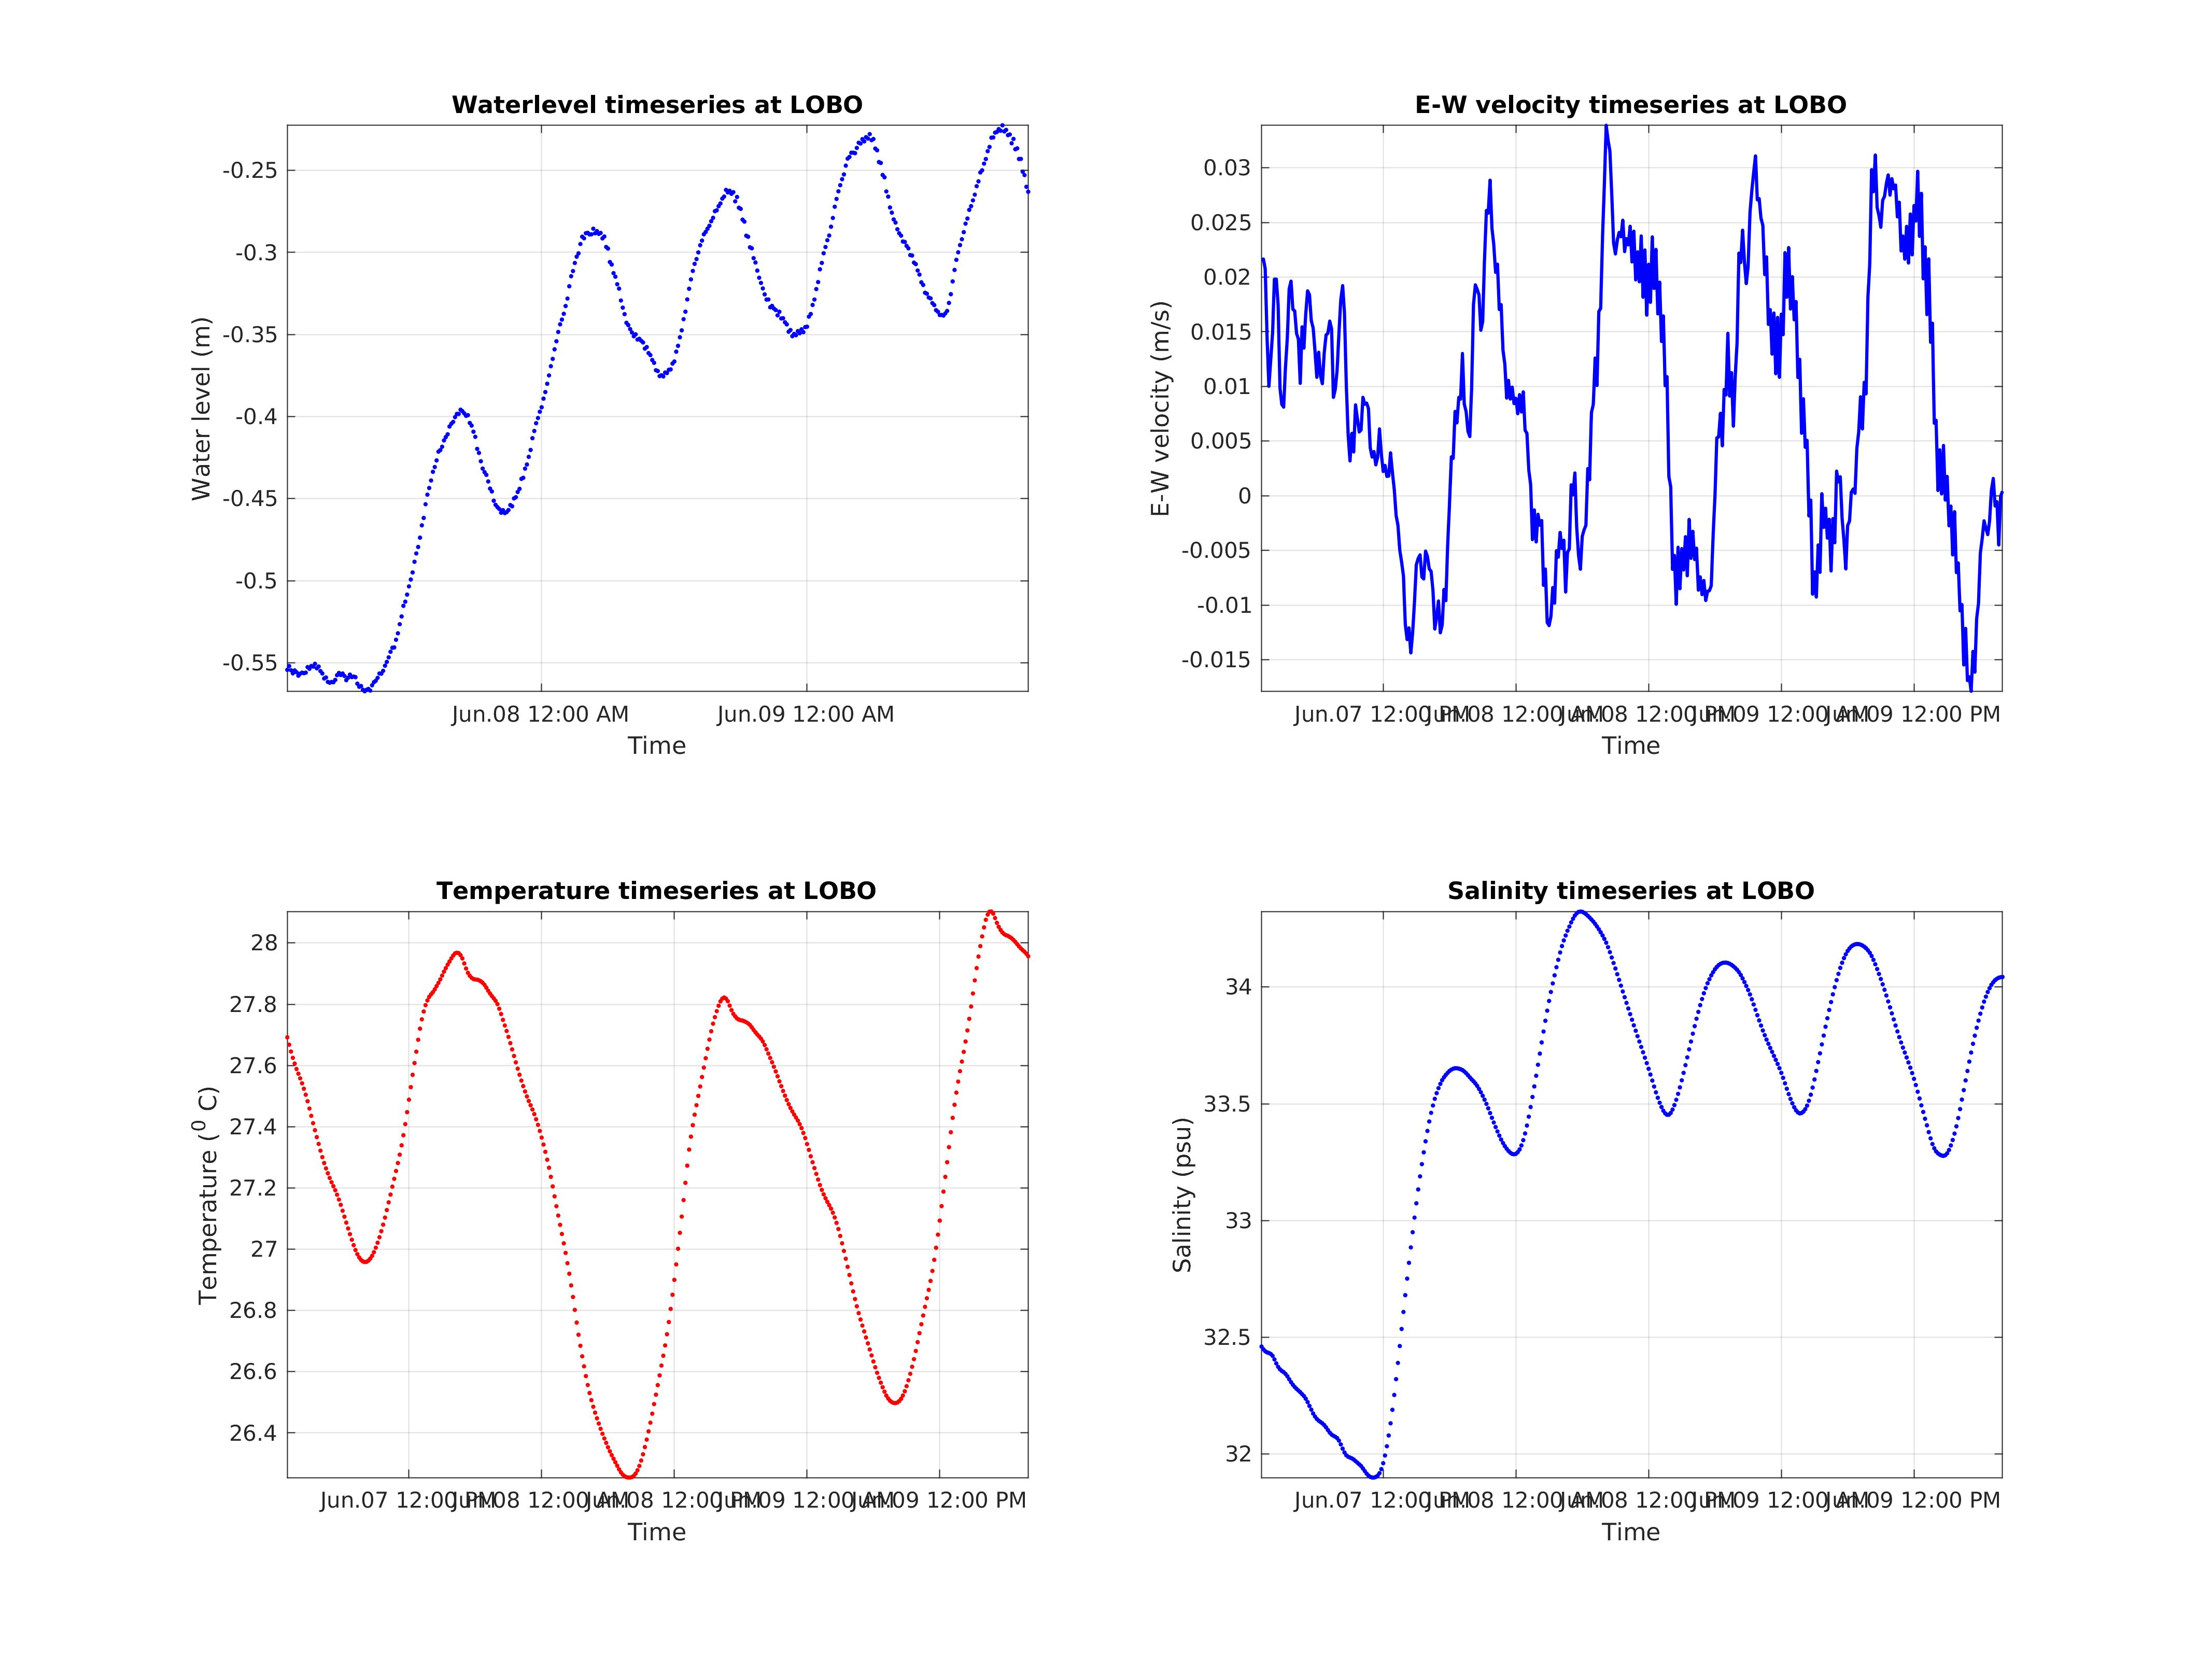 Waterlevel timeseries at LOBO
-0.25
-0.3
-0.35
-0.4
-0.45
-0.5
-0.55
Water level (m)
Jun.08 12:00 AM
Jun.09 12:00 AM
Time
E-W velocity timeseries at LOBO
0.03
0.025
0.02
0.015
0.01
0.005
0
-0.005
-0.01
-0.015
E-W velocity (m/s)
Jun.07 12:00 PM
Jun.08 12:00 AM
Jun.08 12:00 PM
Jun.09 12:00 AM
Jun.09 12:00 PM
Time
Temperature timeseries at LOBO
28
27.8
27.6
27.4
27.2
27
26.8
26.6
26.4
Temperature (⁰ C)
Jun.07 12:00 PM
Jun.08 12:00 AM
Jun.08 12:00 PM
Jun.09 12:00 AM
Jun.09 12:00 PM
Time
Salinity timeseries at LOBO
34
33.5
33
32.5
32
Salinity (psu)
Jun.07 12:00 PM
Jun.08 12:00 AM
Jun.08 12:00 PM
Jun.09 12:00 AM
Jun.09 12:00 PM
Time